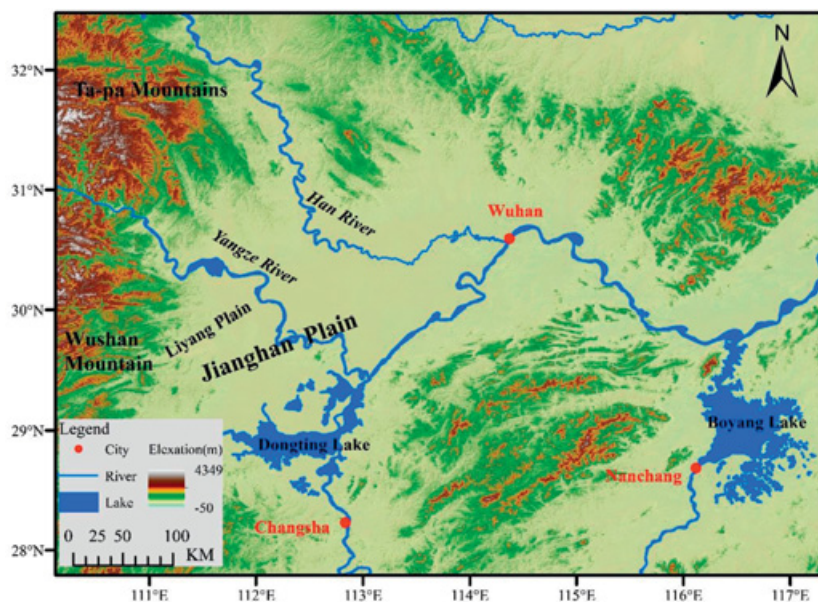 N
32°N
31°N
30°N
29°N
28°N
Ta-pa Mountains
Han River
Wuhan
Yangze River
Liyang Plain
Jianghan Plain
Wushan
Mountain
Dongting Lake
Boyang Lake
Nanchang
Changsha
Legend
City Elexation(m)
River 4349
Lake -50
0 25 50 100
KM
111°E 112°E 113°E 114°E 115°E 116°E 117°E